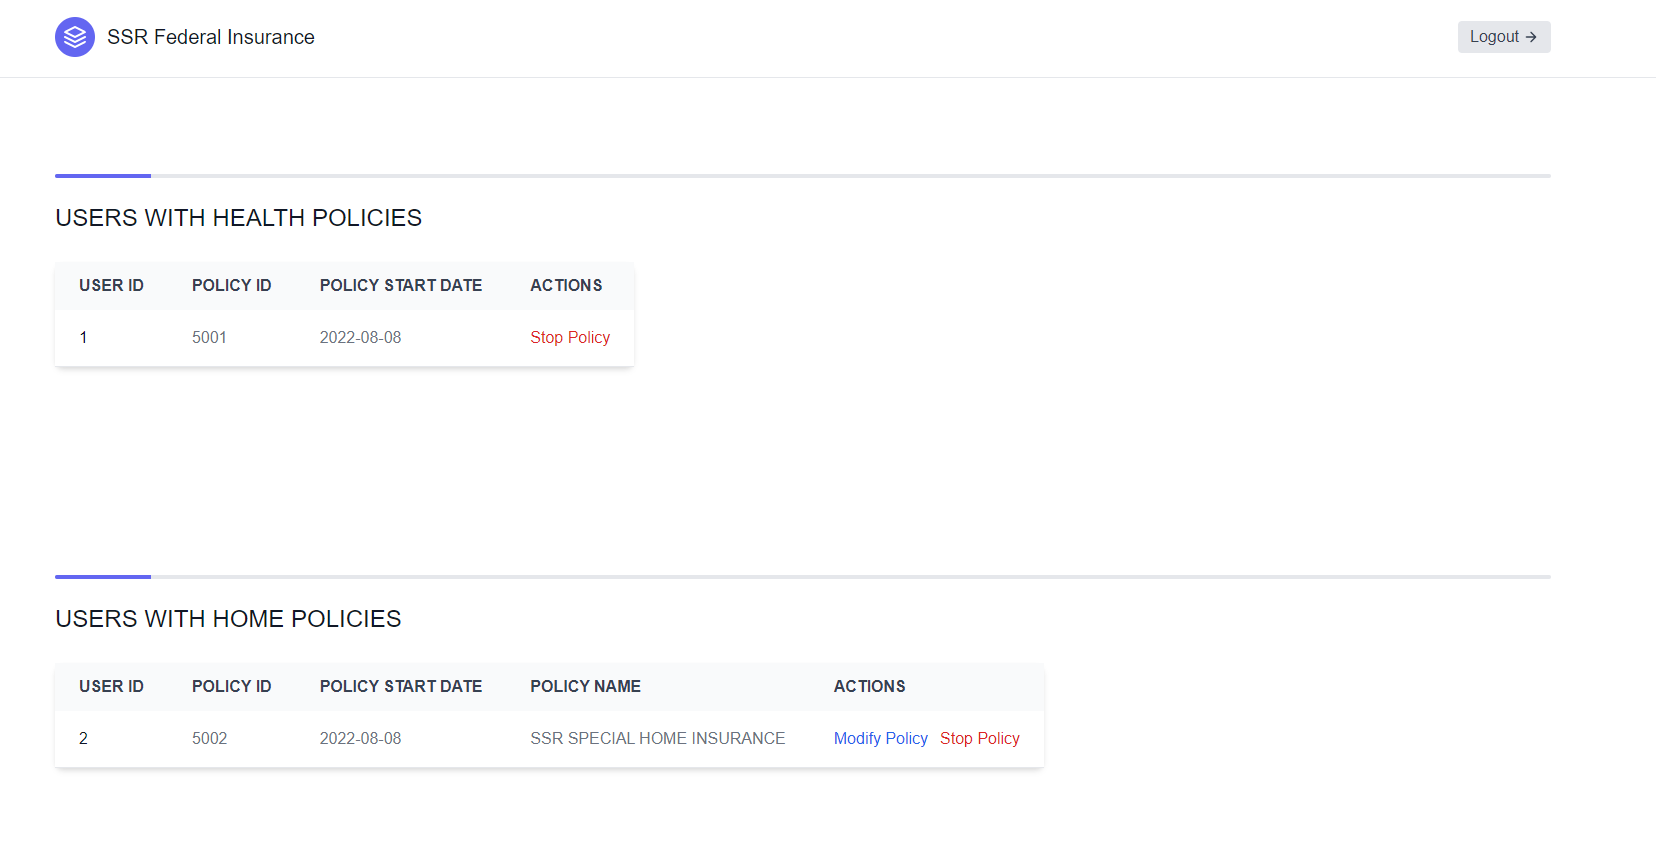 SSR Federal Insurance
Logout →
USERS WITH HEALTH POLICIES
USER ID POLICY ID POLICY START DATE ACTIONS
1 5001 2022-08-08 Stop Policy
USERS WITH HOME POLICIES
USER ID POLICY ID POLICY START DATE POLICY NAME ACTIONS
2 5002 2022-08-08 SSR SPECIAL HOME INSURANCE Modify Policy Stop Policy